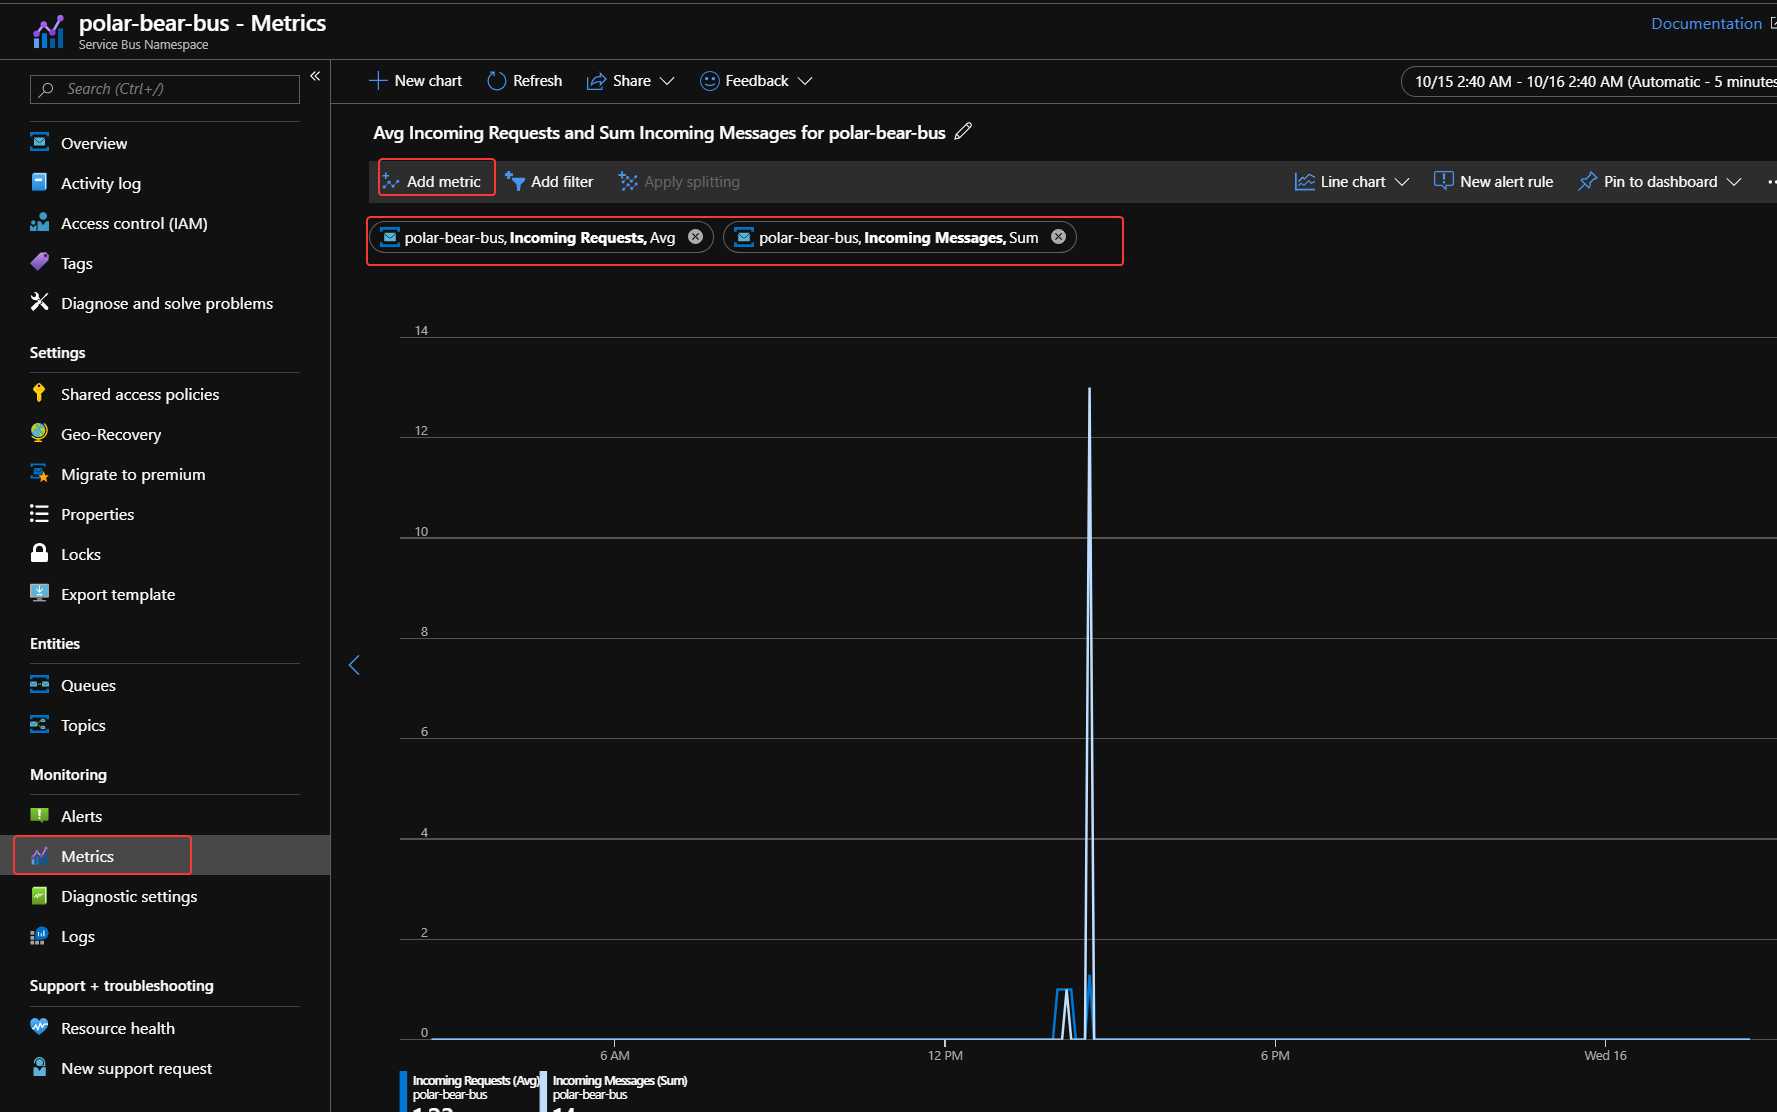 polar-bear-bus - Metrics
Service Bus Namespace
Documentation
Search (Ctrl+/)
«
Overview
Activity log
Access control (IAM)
Tags
Diagnose and solve problems
Settings
Shared access policies
Geo-Recovery
Migrate to premium
Properties
Locks
Export template
Entities
Queues
Topics
Monitoring
Alerts
Metrics
Diagnostic settings
Logs
Support + troubleshooting
Resource health
New support request
New chart Refresh Share Feedback
10/15 2:40 AM - 10/16 2:40 AM (Automatic - 5 minutes
Avg Incoming Requests and Sum Incoming Messages for polar-bear-bus
Add metric Add filter Apply splitting Line chart New alert rule Pin to dashboard
polar-bear-bus, Incoming Requests, Avg polar-bear-bus, Incoming Messages, Sum
14
12
10
8
6
4
2
0
6 AM 12 PM 6 PM Wed 16
Incoming Requests (Avg) Incoming Messages (Sum)
polar-bear-bus polar-bear-bus
14